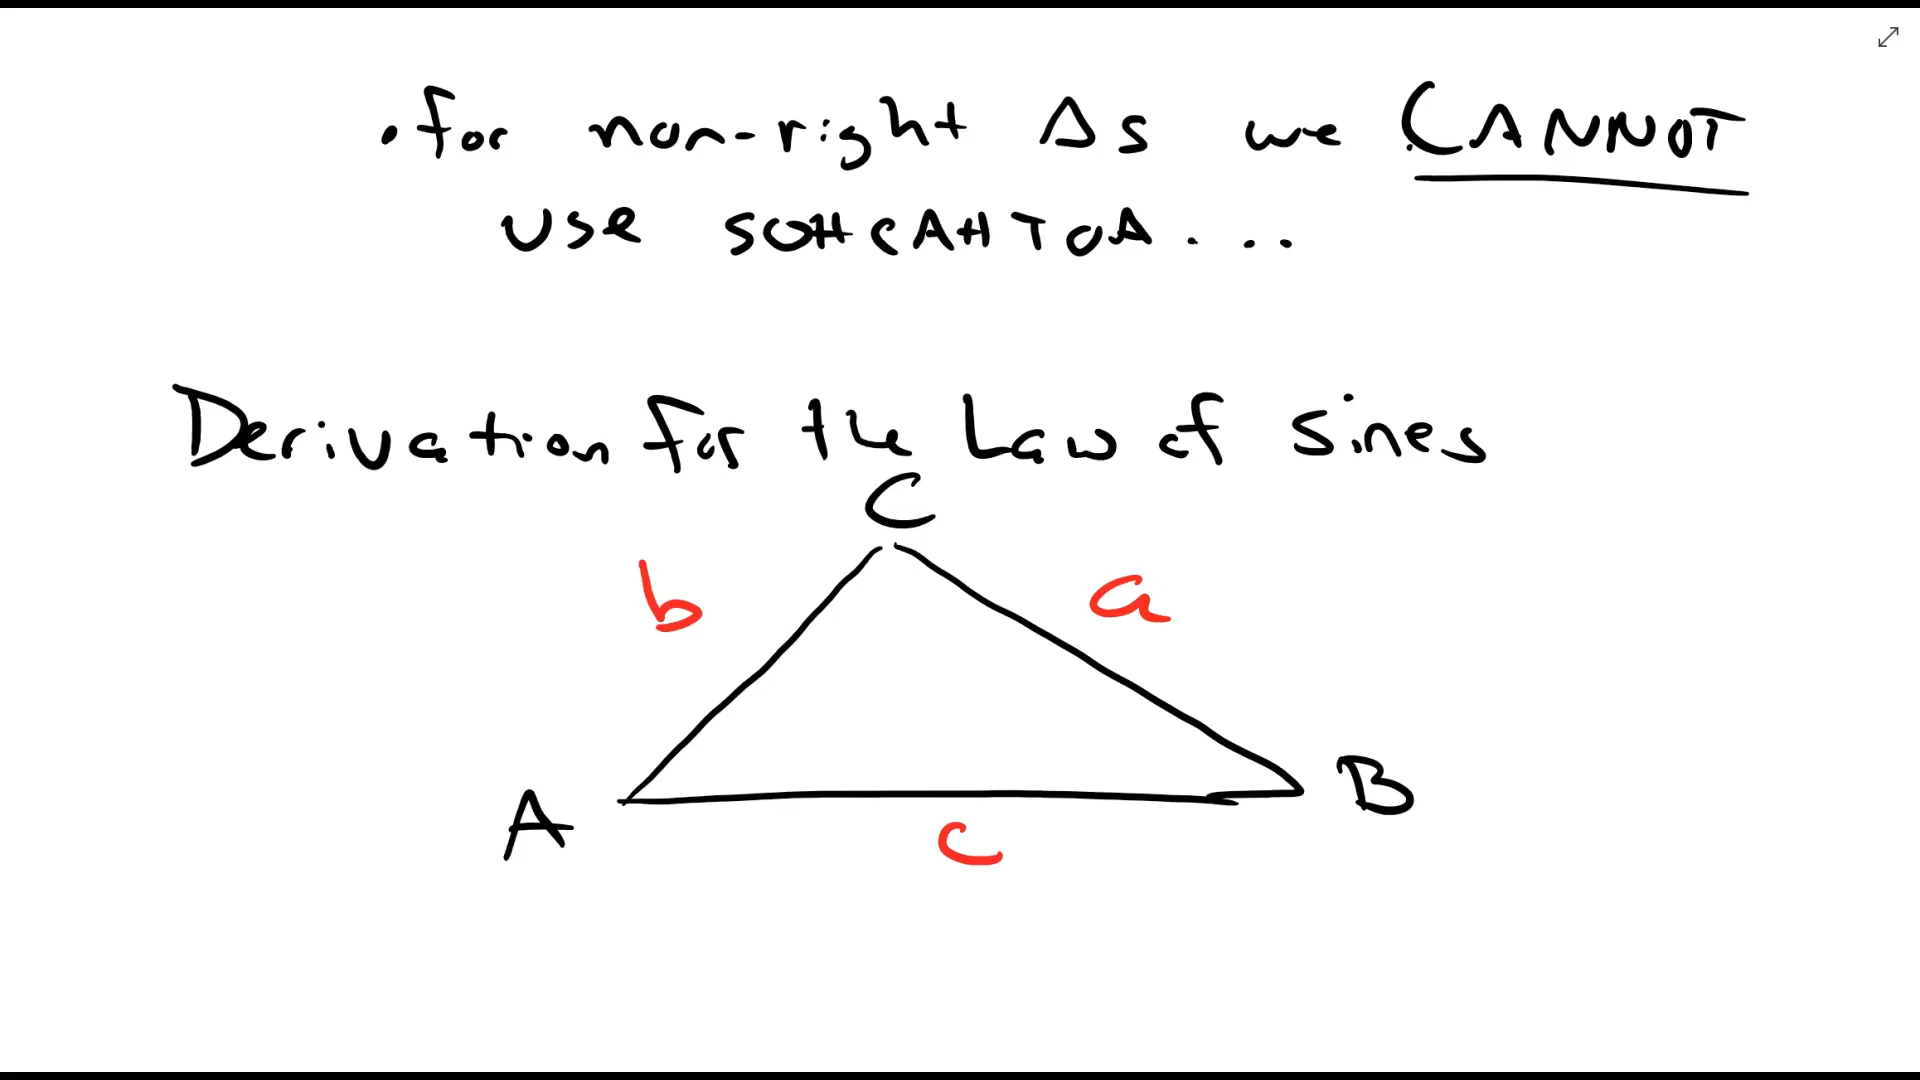 • for non-right Δs we CANNOT
use SOHCAHTOA....
Derivation for the Law of Sines
C
b a
A B
c